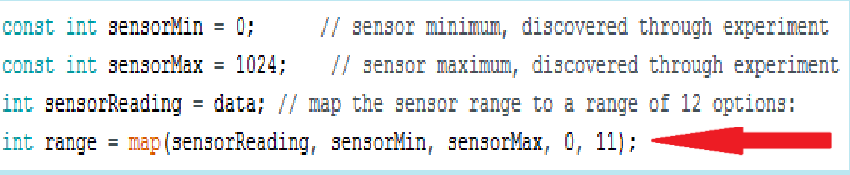 const int sensorMin = 0; // sensor minimum, discovered through experiment
const int sensorMax = 1024; // sensor maximum, discovered through experiment
int sensorReading = data; // map the sensor range to a range of 12 options:
int range = map(sensorReading, sensorMin, sensorMax, 0, 11);